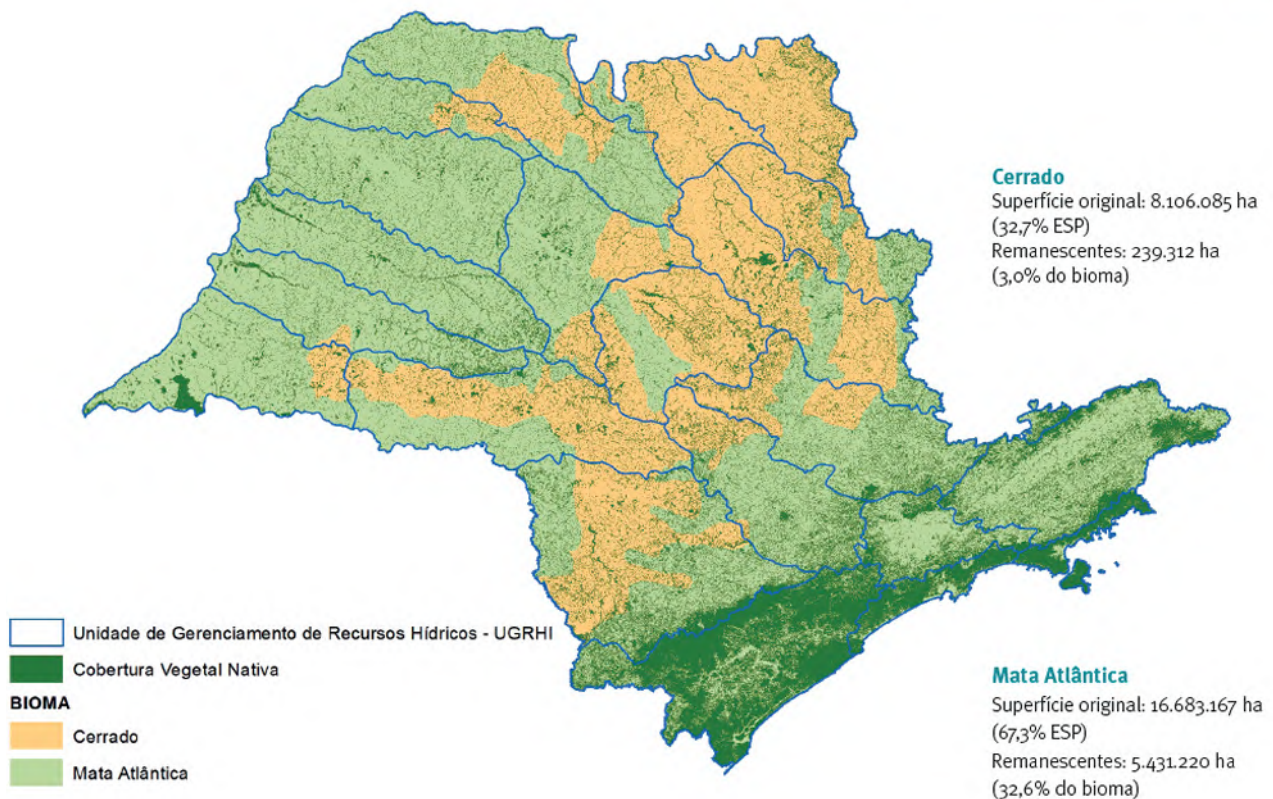 Cerrado
Superfície original: 8.106.085 ha
(32,7% ESP)
Remanescentes: 239.312 ha
(3,0% do bioma)
Unidade de Gerenciamento de Recursos Hídricos - UGRHI
Cobertura Vegetal Nativa
BIOMA
Cerrado
Mata Atlântica
Mata Atlântica
Superfície original: 16.683.167 ha
(67,3% ESP)
Remanescentes: 5.431.220 ha
(32,6% do bioma)